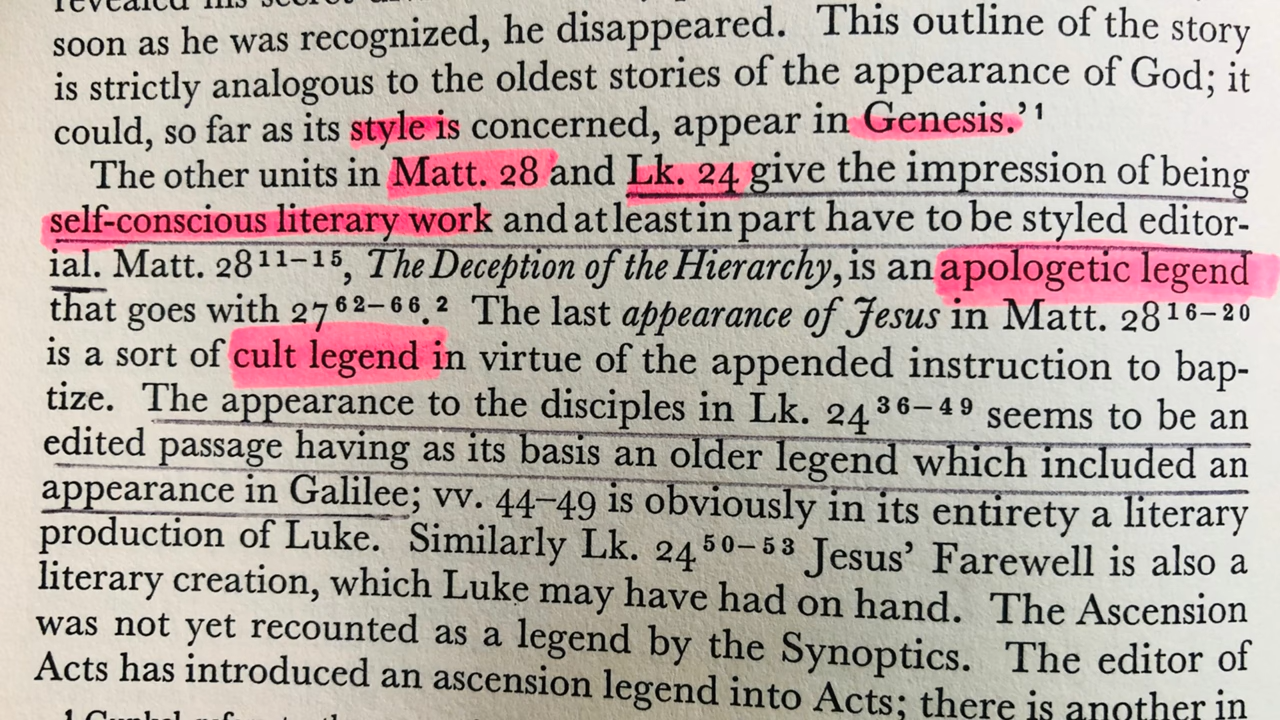 revealed his secret
soon as he was recognized, he disappeared. This outline of the story
is strictly analogous to the oldest stories of the appearance of God; it
could, so far as its style is concerned, appear in Genesis.’¹
The other units in Matt. 28 and Lk. 24 give the impression of being
self-conscious literary work and at least in part have to be styled editor-
ial. Matt. 28¹¹⁻¹⁵, The Deception of the Hierarchy, is an apologetic legend
that goes with 27⁶²⁻⁶⁶.² The last appearance of Jesus in Matt. 28¹⁶⁻²⁰
is a sort of cult legend in virtue of the appended instruction to bap-
tize. The appearance to the disciples in Lk. 24³⁶⁻⁴⁹ seems to be an
edited passage having as its basis an older legend which included an
appearance in Galilee; vv. 44–49 is obviously in its entirety a literary
production of Luke. Similarly Lk. 24⁵⁰⁻⁵³ Jesus’ Farewell is also a
literary creation, which Luke may have had on hand. The Ascension
was not yet recounted as a legend by the Synoptics. The editor of
Acts has introduced an ascension legend into Acts; there is another in